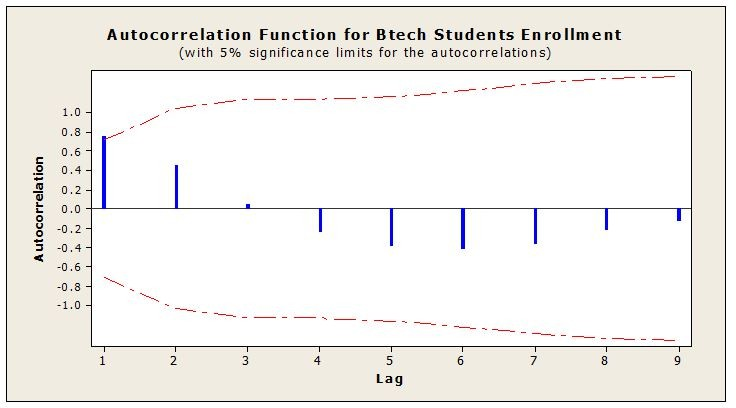 Autocorrelation Function for Btech Students Enrollment
(with 5% significance limits for the autocorrelations)
Autocorrelation
1.0
0.8
0.6
0.4
0.2
0.0
-0.2
-0.4
-0.6
-0.8
-1.0
1 2 3 4 5 6 7 8 9
Lag